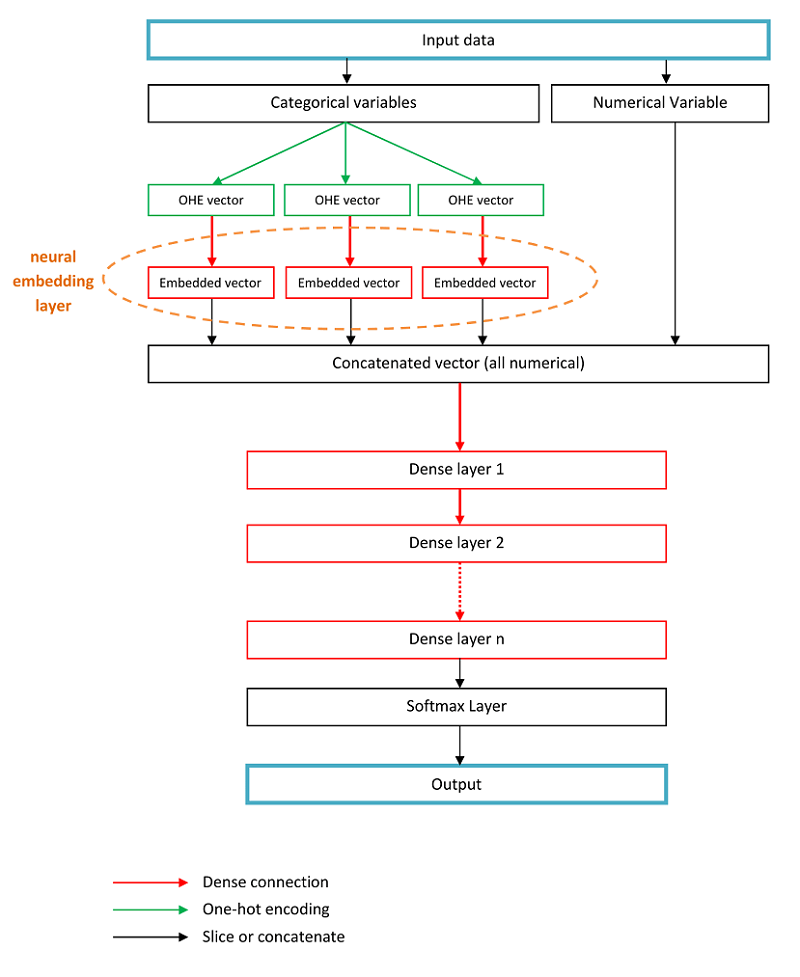 Input data
Categorical variables
Numerical Variable
OHE vector
OHE vector
OHE vector
neural
embedding
layer
Embedded vector
Embedded vector
Embedded vector
Concatenated vector (all numerical)
Dense layer 1
Dense layer 2
Dense layer n
Softmax Layer
Output
Dense connection
One-hot encoding
Slice or concatenate